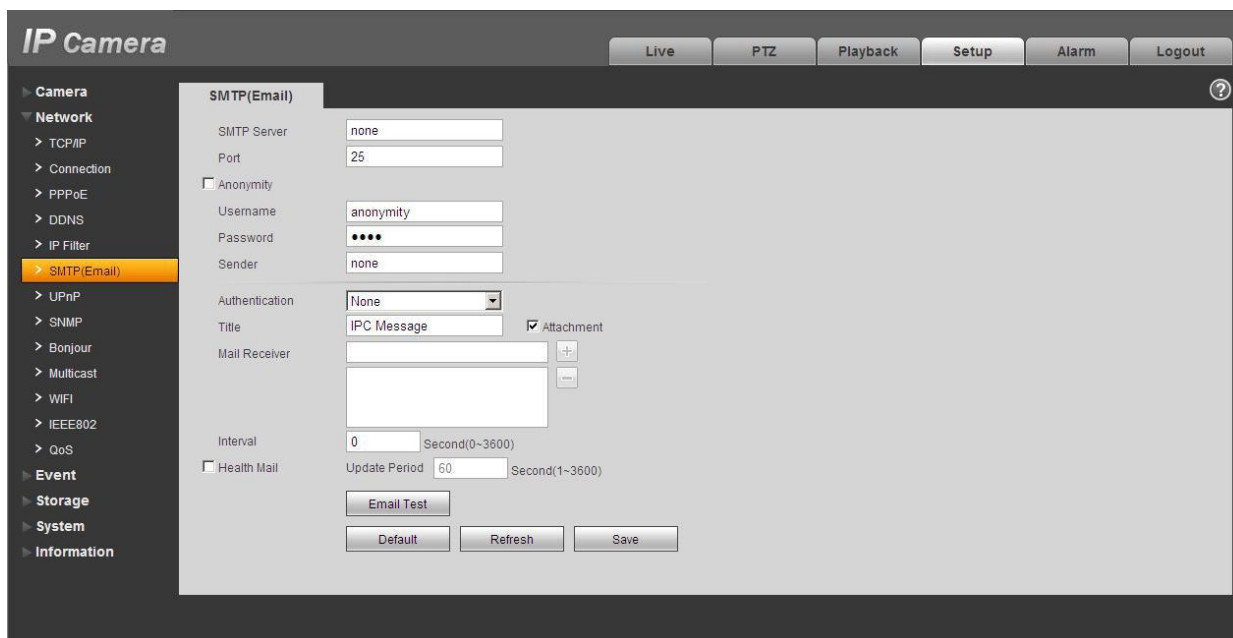 IP Camera
Live
PTZ
Playback
Setup
Alarm
Logout
?
Camera
Network
> TCP/IP
> Connection
> PPPoE
> DDNS
> IP Filter
> SMTP(Email)
> UPnP
> SNMP
> Bonjour
> Multicast
> WIFI
> IEEE802
> QoS
Event
Storage
System
Information
SMTP(Email)
SMTP Server none
Port 25
Anonymity
Username anonymity
Password ●●●●
Sender none
Authentication None
Title IPC Message Attachment
Mail Receiver +
−
Interval 0 Second(0~3600)
Health Mail Update Period 60 Second(1~3600)
Email Test
Default Refresh Save